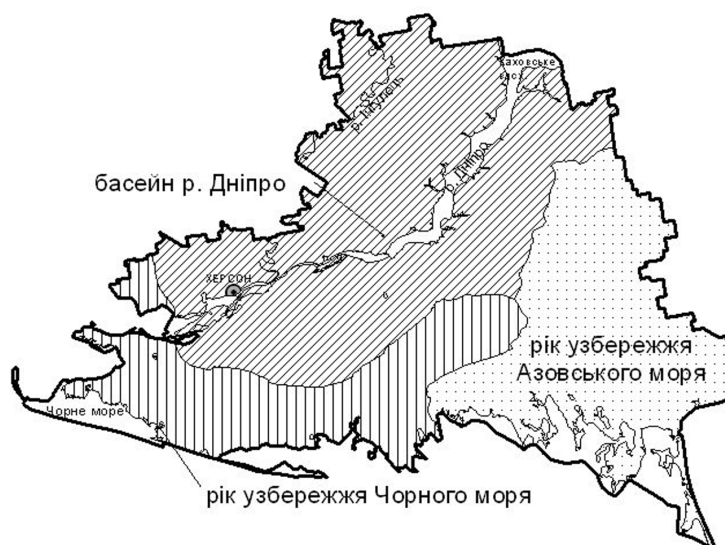 Каховське
вдсх.
р. Інгулець
р. Дніпро
басейн р. Дніпро
ХЕРСОН
рік узбережжя
Азовського моря
Чорне море
рік узбережжя Чорного моря